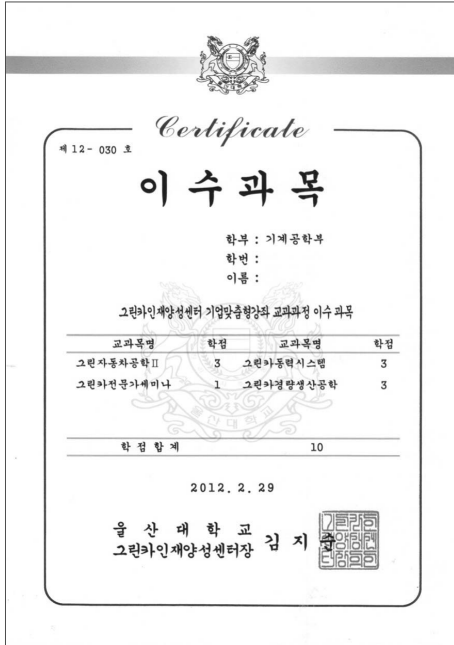 Certificate
제 12- 030 호
이 수 과 목
학부 : 기계공학부
학번 :
이름 :
그린카인재양성센터 기업맞춤형강좌 교과과정 이수 과목
교과목명 학점 교과목명 학점
그린자동차공학Ⅱ 3 그린카동력시스템 3
그린카전문가세미나 1 그린카경량생산공학 3
울산대학교
학 점 합 계 10
2012. 2. 29
울 산 대 학 교
그린카인재양성센터장 김 지 준